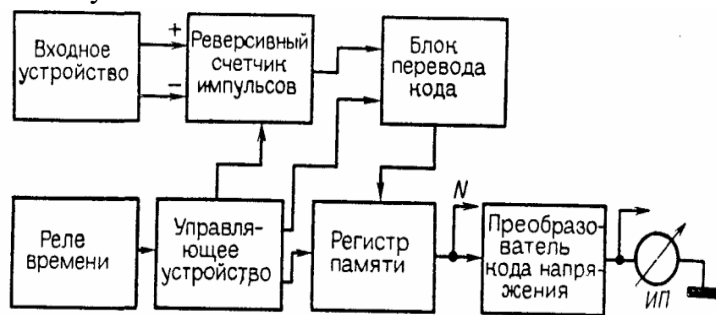 Входное
устройство
+
−
Реверсивный
счетчик
импульсов
Блок
перевода
кода
Реле
времени
Управля-
ющее
устройство
Регистр
памяти
N
Преобразо-
ватель
кода напря-
жения
ИП